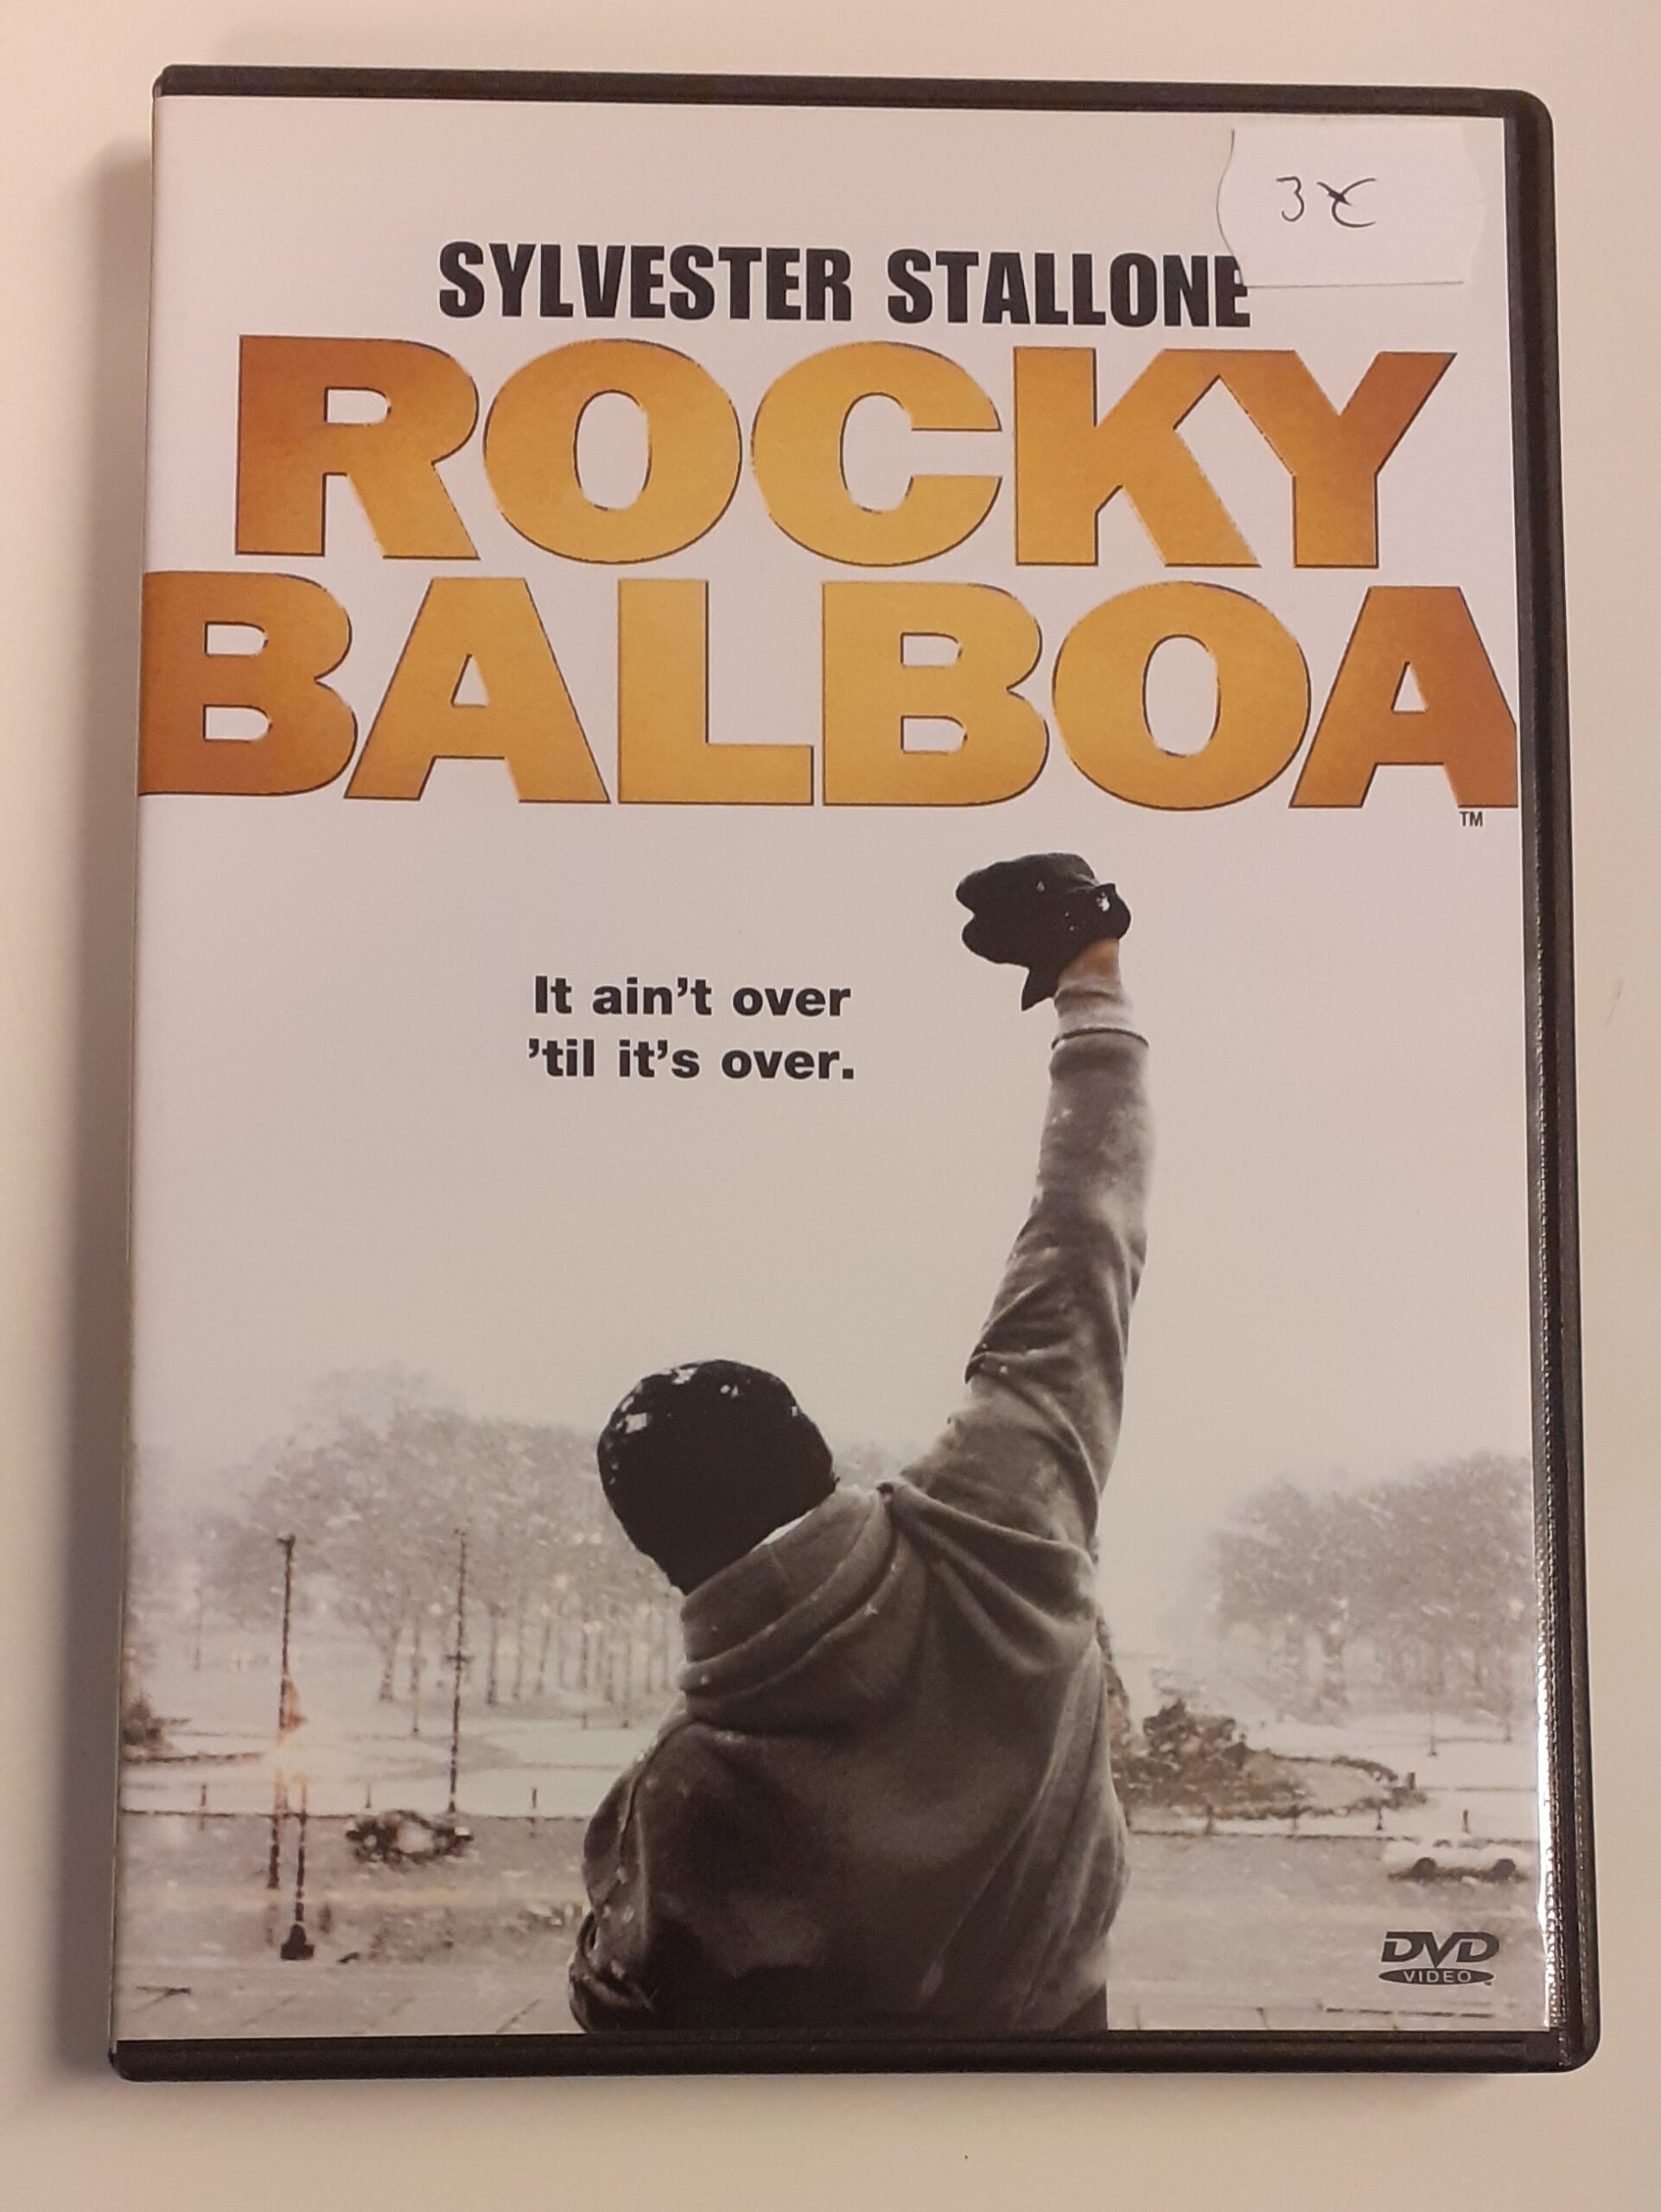 3€
SYLVESTER STALLONE
ROCKY
BALBOA
TM
It ain't over
'til it's over.
DVD
VIDEO